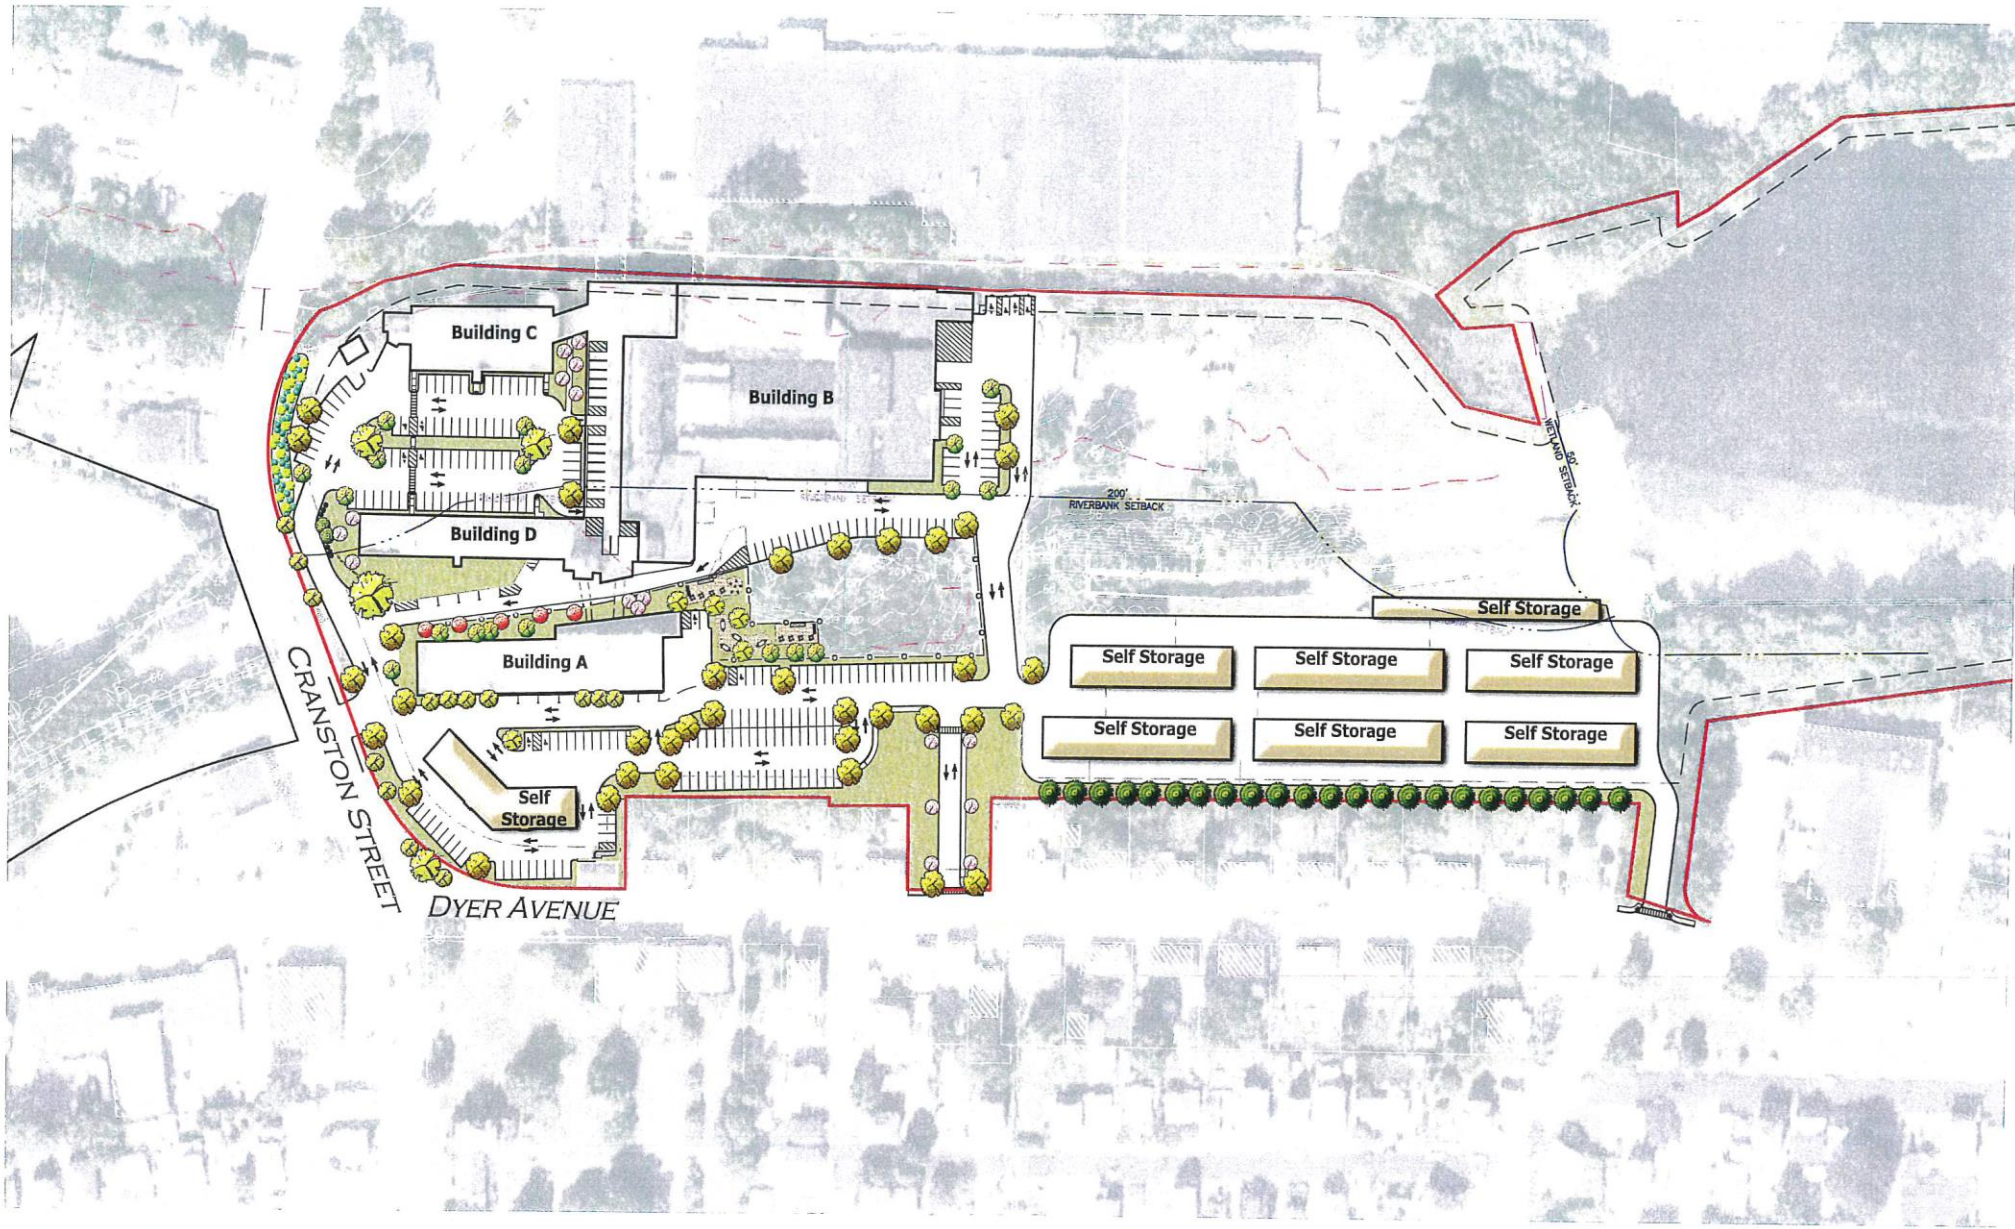 Building C
Building B
200'
RIVERBANK SETBACK
50'
WETLAND SETBACK
Building D
Self Storage
Building A
Self Storage
Self Storage
Self Storage
Self Storage
Self Storage
Self Storage
Self
Storage
CRANSTON STREET
DYER AVENUE